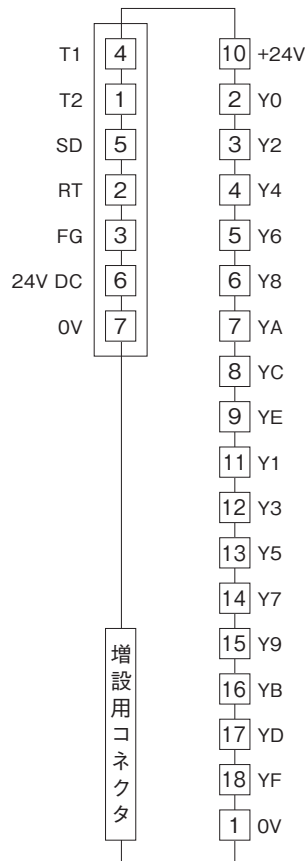 T1 4
T2 1
SD 5
RT 2
FG 3
24V DC 6
0V 7
増設用コネクタ
10 +24V
2 Y0
3 Y2
4 Y4
5 Y6
6 Y8
7 YA
8 YC
9 YE
11 Y1
12 Y3
13 Y5
14 Y7
15 Y9
16 YB
17 YD
18 YF
1 0V